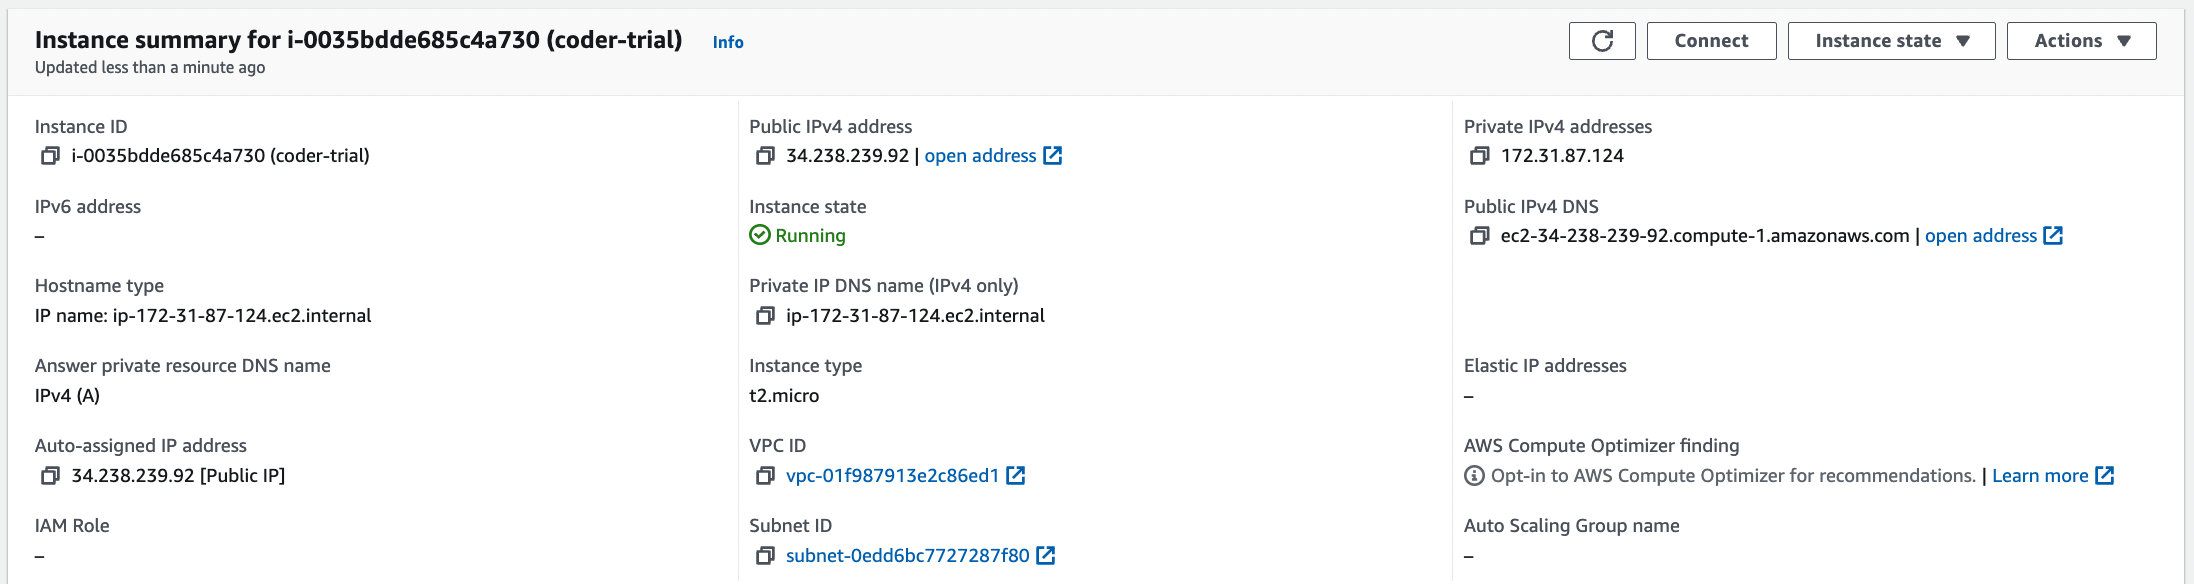 Instance summary for i-0035bdde685c4a730 (coder-trial) Info
Updated less than a minute ago
Connect
Instance state
Actions
Instance ID
i-0035bdde685c4a730 (coder-trial)
Public IPv4 address
34.238.239.92 | open address
Private IPv4 addresses
172.31.87.124
IPv6 address
–
Instance state
Running
Public IPv4 DNS
ec2-34-238-239-92.compute-1.amazonaws.com | open address
Hostname type
IP name: ip-172-31-87-124.ec2.internal
Private IP DNS name (IPv4 only)
ip-172-31-87-124.ec2.internal
Answer private resource DNS name
IPv4 (A)
Instance type
t2.micro
Elastic IP addresses
–
Auto-assigned IP address
34.238.239.92 [Public IP]
VPC ID
vpc-01f987913e2c86ed1
AWS Compute Optimizer finding
Opt-in to AWS Compute Optimizer for recommendations. | Learn more
IAM Role
–
Subnet ID
subnet-0edd6bc7727287f80
Auto Scaling Group name
–